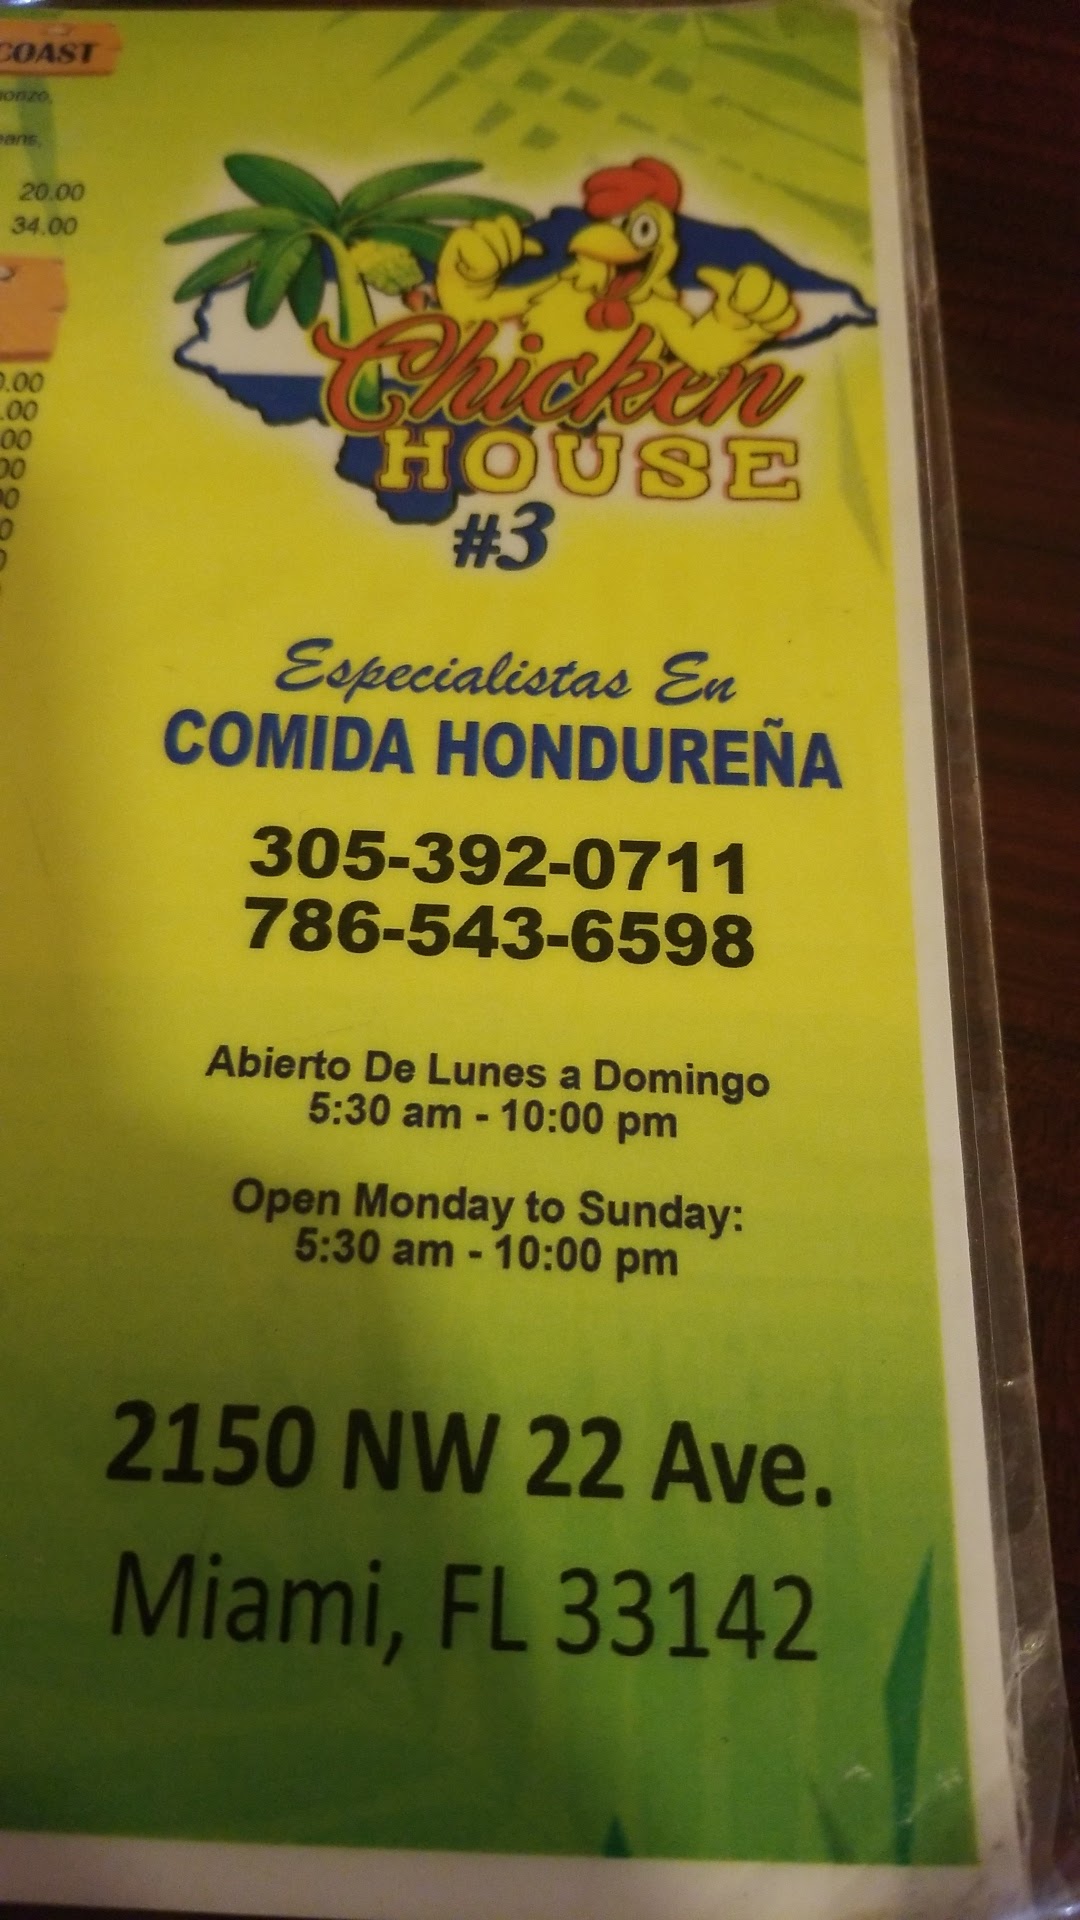 COAST
20.00
34.00
Chicken
HOUSE
#3
Especialistas En
COMIDA HONDUREÑA
305-392-0711
786-543-6598
Abierto De Lunes a Domingo
5:30 am - 10:00 pm
Open Monday to Sunday:
5:30 am - 10:00 pm
2150 NW 22 Ave.
Miami, FL 33142